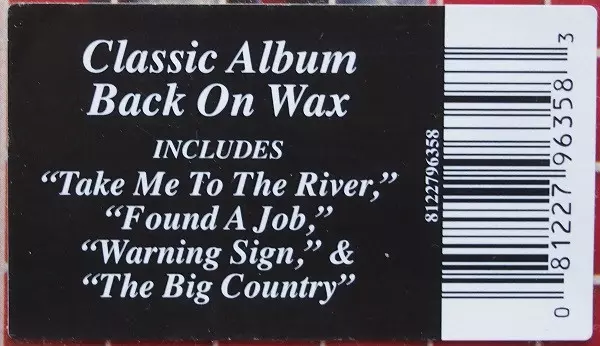 Classic Album
Back On Wax
INCLUDES
“Take Me To The River,”
“Found A Job,”
“Warning Sign,” &
“The Big Country”
8122796358
0 81227 96358 3